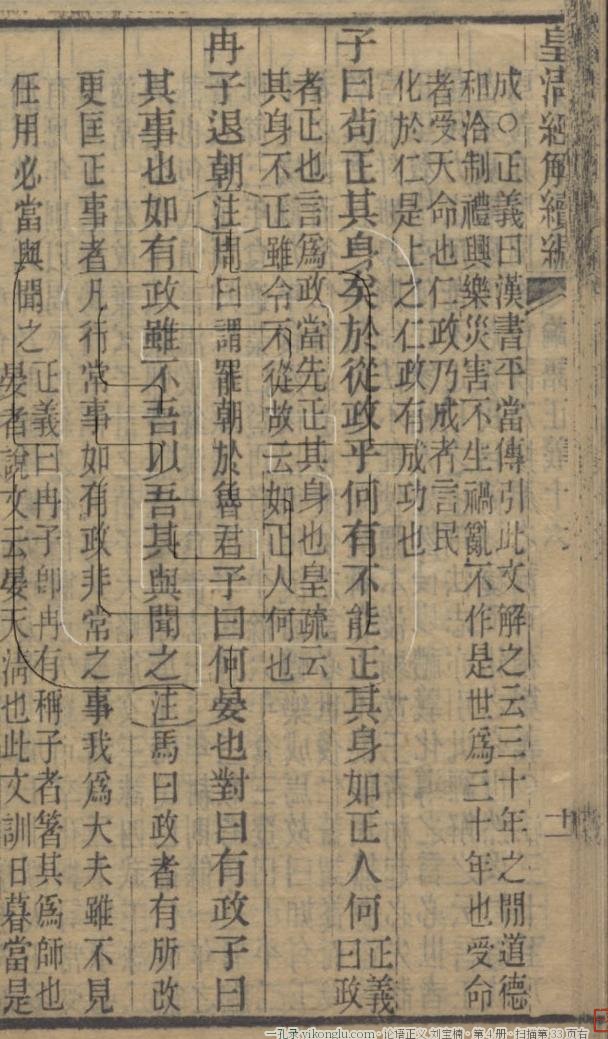 皇清經解續編
論語正義十六
十一
成○正義曰漢書平當傳引此文解之云三十年之閒道德
和洽制禮興樂災害不生禍亂不作是世爲三十年也受命
者受天命也仁政乃成者言民
化於仁是上之仁政有成功也
子曰苟正其身矣於從政乎何有不能正其身如正人何
正義
曰政
者正也言爲政當先正其身也皇疏云
其身不正雖令不從故云如正人何也
冉子退朝注周曰謂罷朝於魯君子曰何晏也對曰有政子曰
其事也如有政雖不吾以吾其與聞之注馬曰政者有所改
更匡正事者凡行常事如有政非常之事我爲大夫雖不見
任用必當與聞之
正義曰冉子卽冉有稱子者箸其爲師也
晏者說文云晏天淸也此文訓旰暮當是
一孔录 yikonglu.com · 论语正义 刘宝楠 · 第4册 · 扫描第33页右